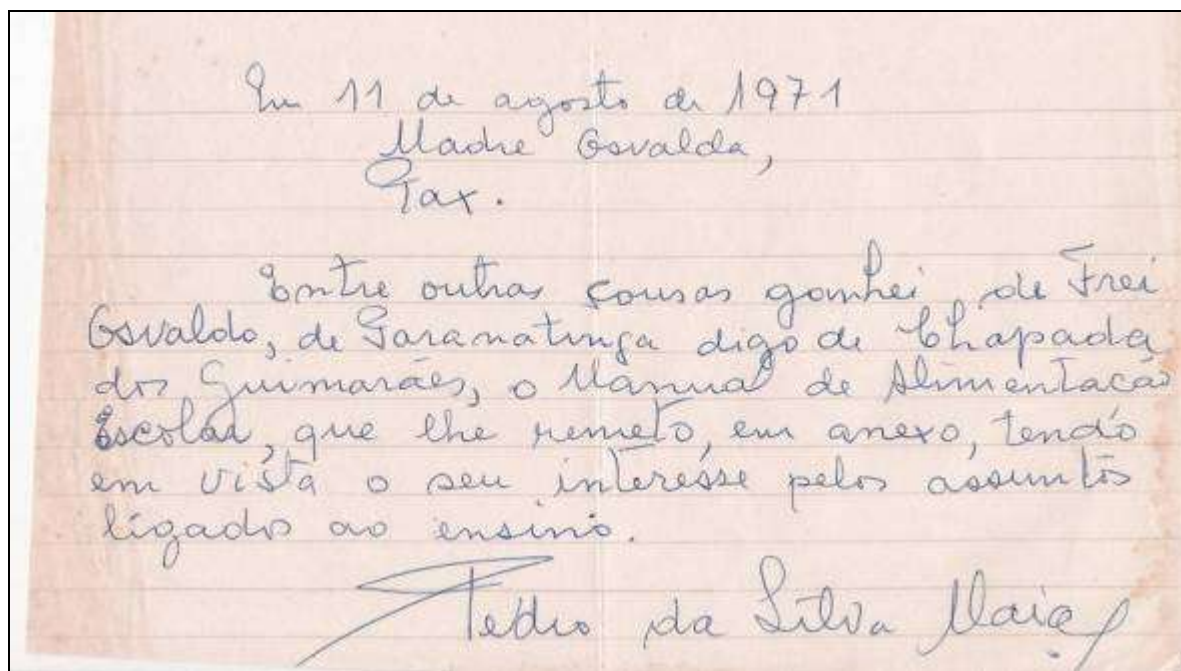 Em 11 de agosto de 1971
Madre Osvalda,
Pax.
Entre outras cousas ganhei, de Frei
Osvaldo, de Paranatinga digo de Chapada
dos Guimarães, o Manual de Alimentação
Escolar, que lhe remeto, em anexo, tendo
em vista o seu interêsse pelos assuntos
ligados ao ensino.
Pedro da Silva Maia